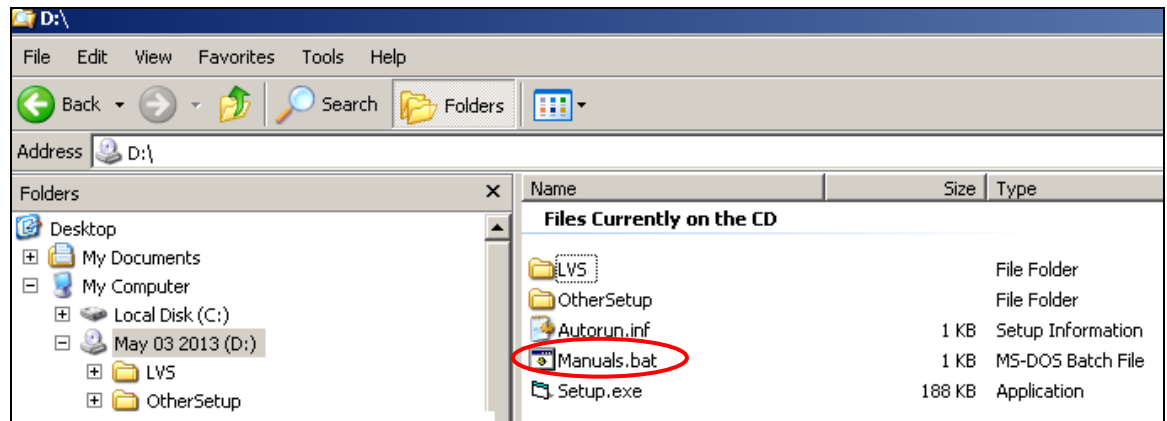 D:\
File Edit View Favorites Tools Help
Back Search Folders
Address D:\
Folders x
Desktop
My Documents
My Computer
Local Disk (C:)
May 03 2013 (D:)
LVS
OtherSetup
Name Size Type
Files Currently on the CD
LVS File Folder
OtherSetup File Folder
Autorun.inf 1 KB Setup Information
Manuals.bat 1 KB MS-DOS Batch File
Setup.exe 188 KB Application